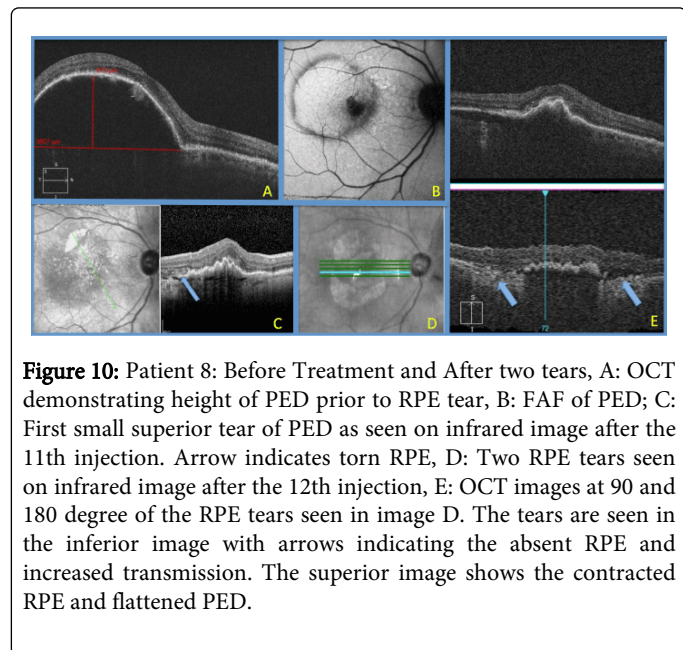 A
B
C
D
E
72
Figure 10: Patient 8: Before Treatment and After two tears, A: OCT
demonstrating height of PED prior to RPE tear, B: FAF of PED; C:
First small superior tear of PED as seen on infrared image after the
11th injection. Arrow indicates torn RPE, D: Two RPE tears seen
on infrared image after the 12th injection, E: OCT images at 90 and
180 degree of the RPE tears seen in image D. The tears are seen in
the inferior image with arrows indicating the absent RPE and
increased transmission. The superior image shows the contracted
RPE and flattened PED.